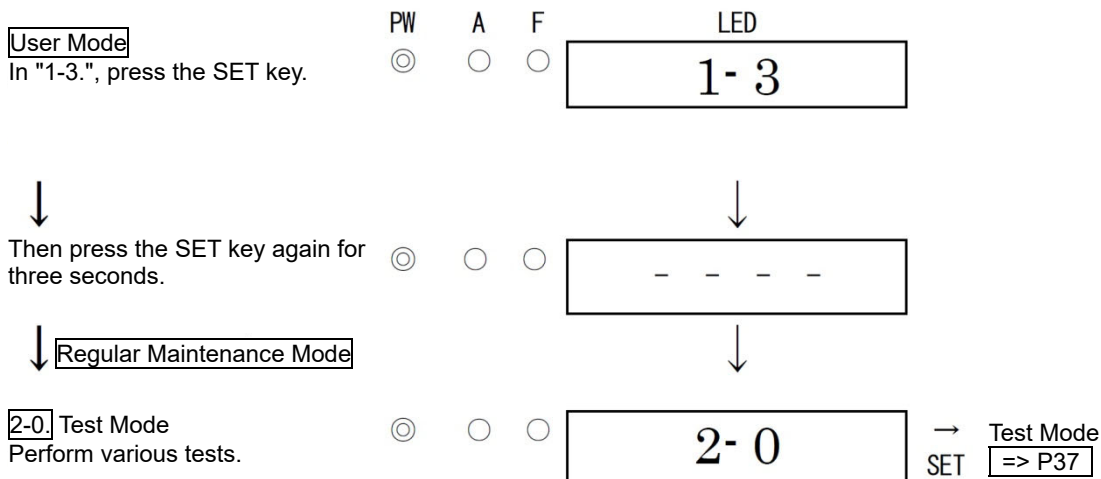 PW A F LED
User Mode
In "1-3.", press the SET key.
◎ ○ ○ 1- 3
↓ ↓
Then press the SET key again for
three seconds.
◎ ○ ○ - - - -
↓ Regular Maintenance Mode ↓
2-0. Test Mode
Perform various tests.
◎ ○ ○ 2- 0 → Test Mode
SET => P37